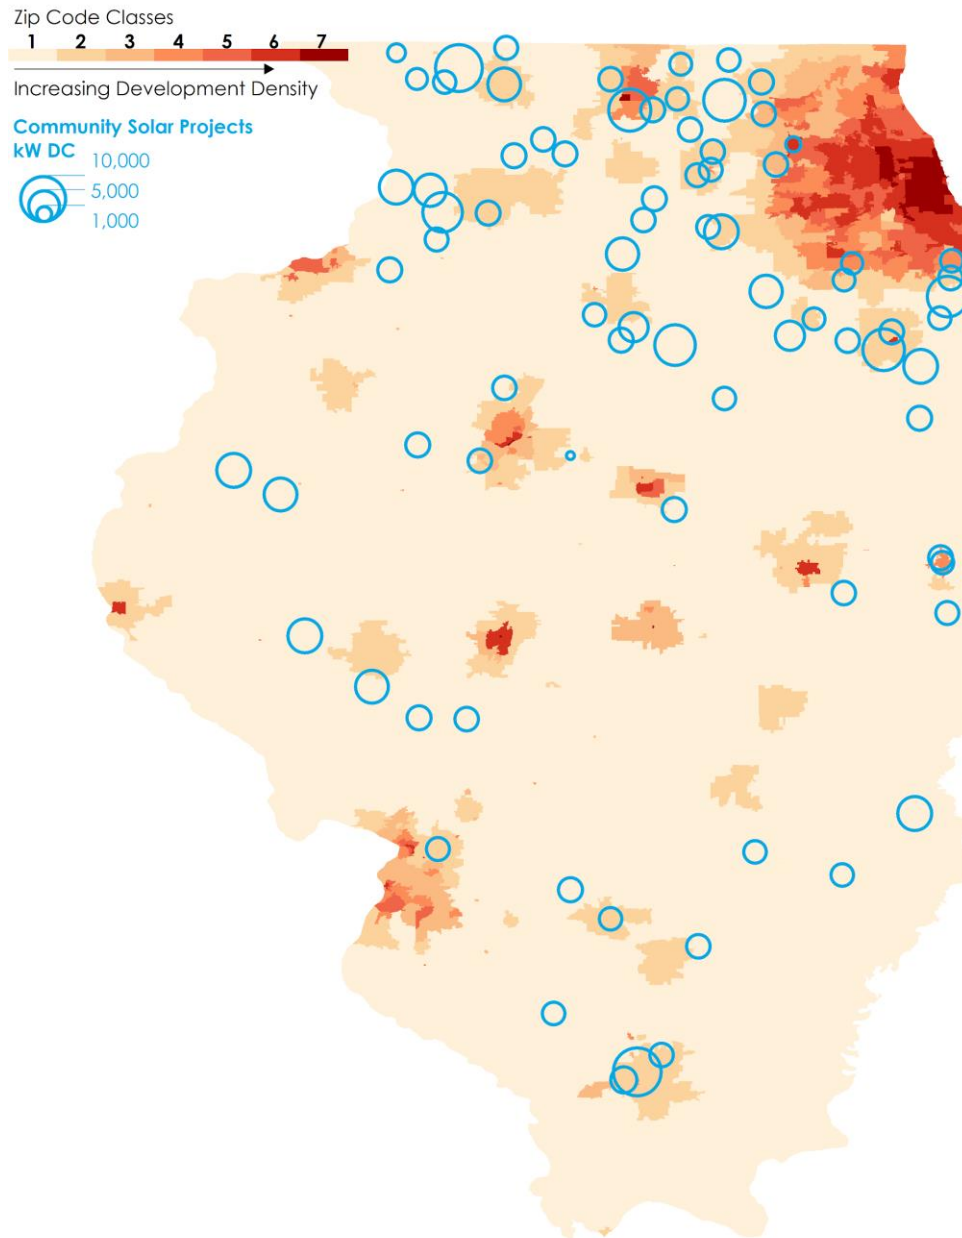 Zip Code Classes
1 2 3 4 5 6 7
Increasing Development Density
Community Solar Projects
kW DC
10,000
5,000
1,000